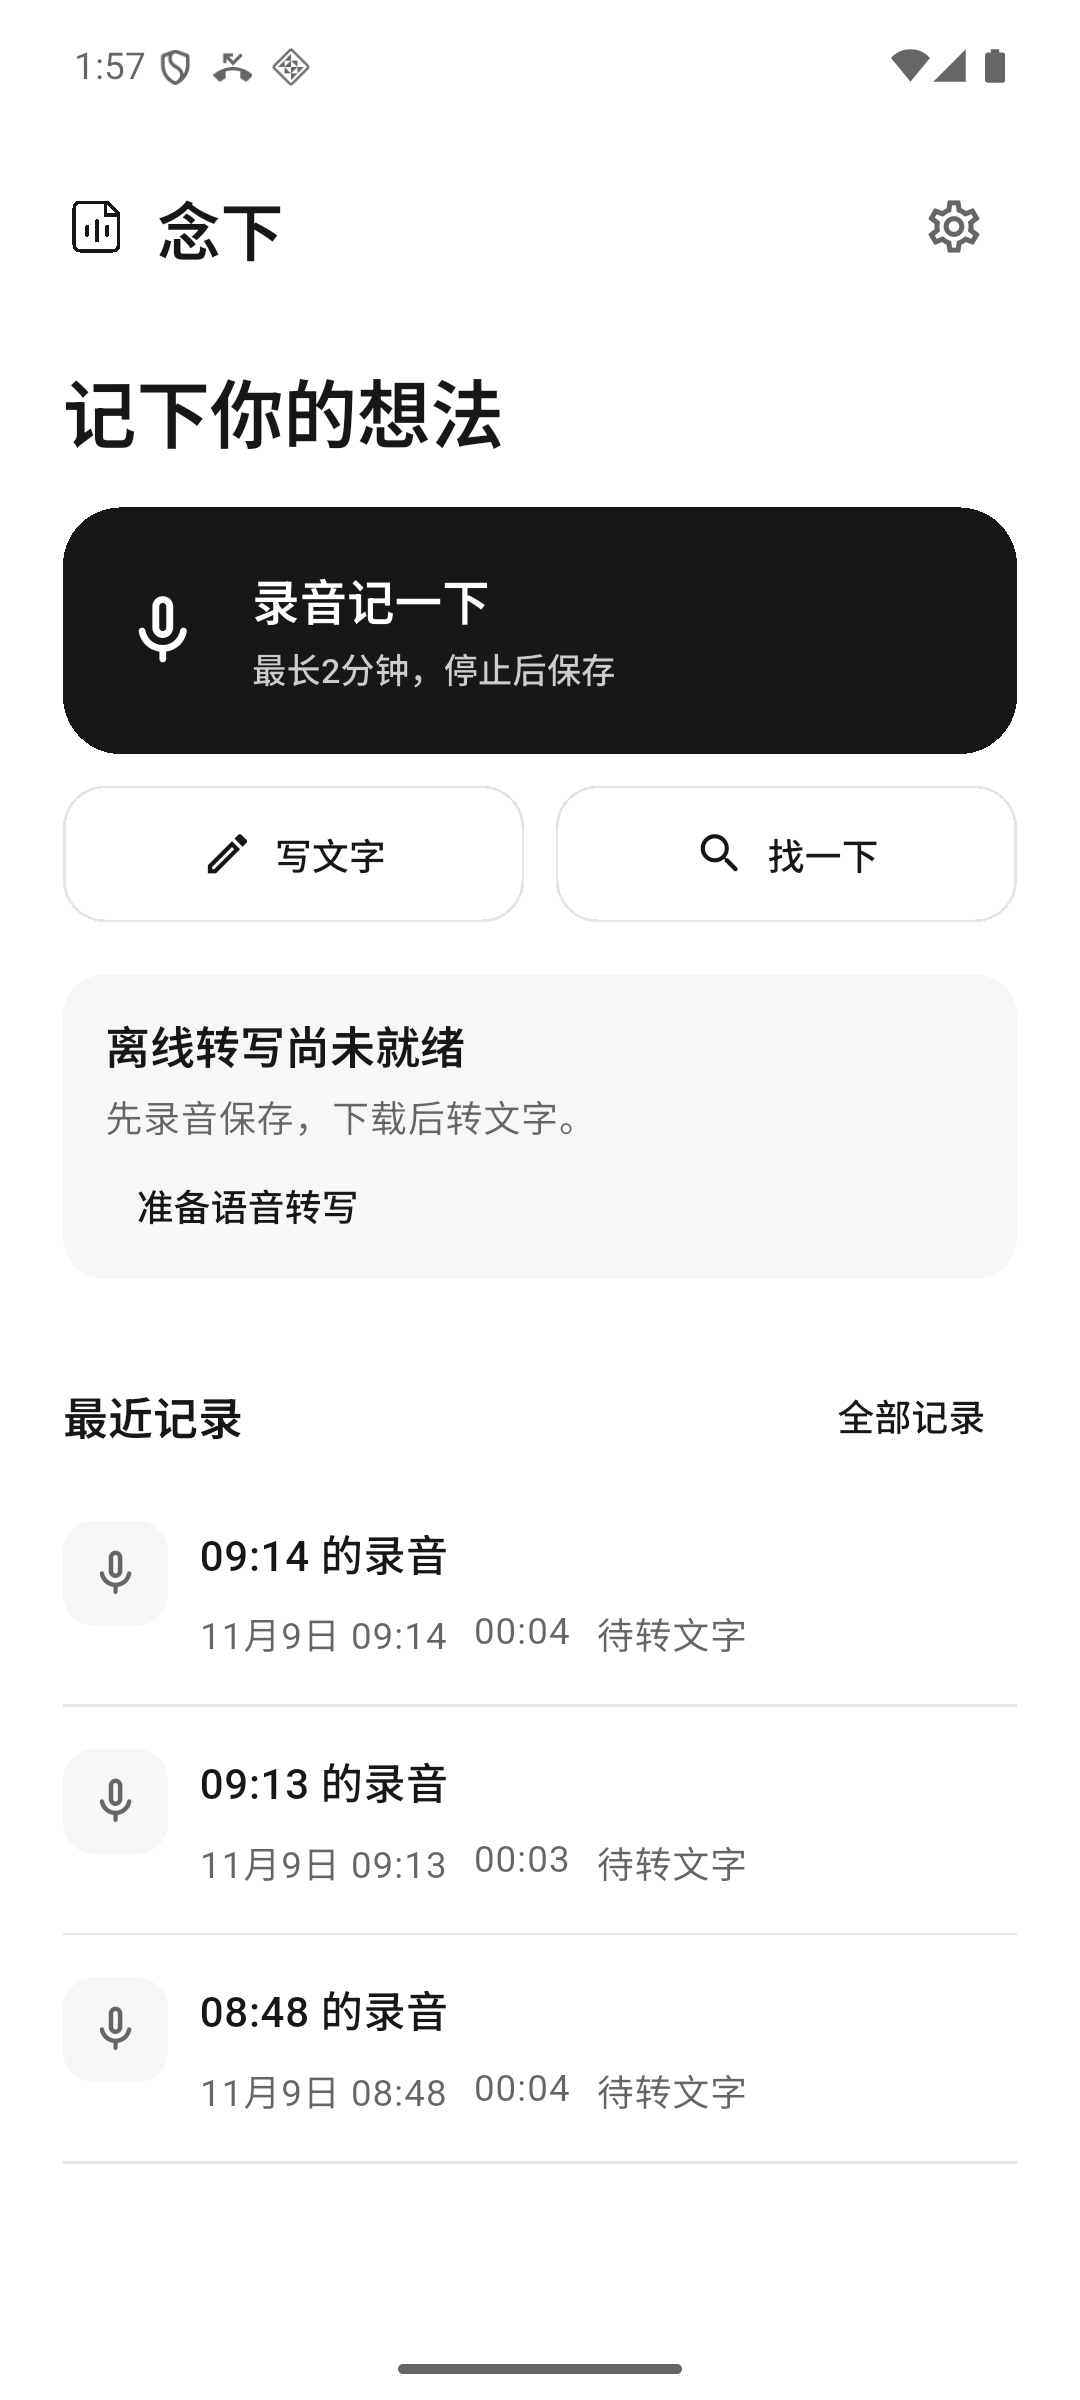 1:57
念下
记下你的想法
录音记一下
最长2分钟，停止后保存
写文字
找一下
离线转写尚未就绪
先录音保存，下载后转文字。
准备语音转写
最近记录
全部记录
09:14 的录音
11月9日 09:14 00:04 待转文字
09:13 的录音
11月9日 09:13 00:03 待转文字
08:48 的录音
11月9日 08:48 00:04 待转文字